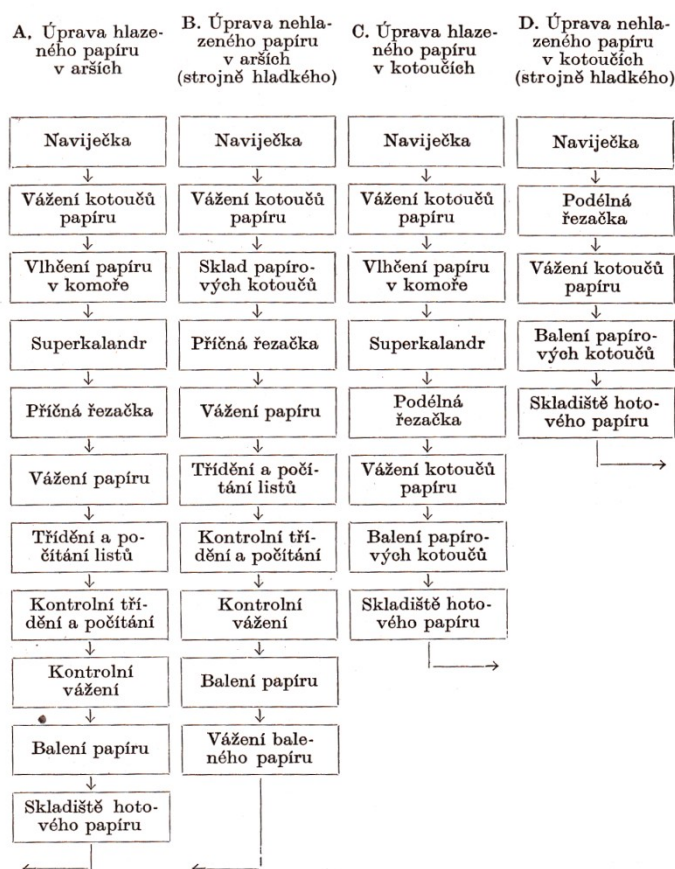 A. Úprava hlaze-
ného papíru
v arších
Naviječka
Vážení kotoučů
papíru
Vlhčení papíru
v komoře
Superkalandr
Příčná řezačka
Vážení papíru
Třídění a po-
čítání listů
Kontrolní tří-
dění a počítání
Kontrolní
vážení
Balení papíru
Skladiště hoto-
vého papíru
B. Úprava nehla-
zeného papíru
v arších
(strojně hladkého)
Naviječka
Vážení kotoučů
papíru
Sklad papíro-
vých kotoučů
Příčná řezačka
Vážení papíru
Třídění a počí-
tání listů
Kontrolní tří-
dění a počítání
Kontrolní
vážení
Balení papíru
Vážení bale-
ného papíru
C. Úprava hlaze-
ného papíru
v kotoučích
Naviječka
Vážení kotoučů
papíru
Vlhčení papíru
v komoře
Superkalandr
Podélná
řezačka
Vážení kotoučů
papíru
Balení papíro-
vých kotoučů
Skladiště hoto-
vého papíru
D. Úprava nehla-
zeného papíru
v kotoučích
(strojně hladkého)
Naviječka
Podélná
řezačka
Vážení kotoučů
papíru
Balení papíro-
vých kotoučů
Skladiště hoto-
vého papíru